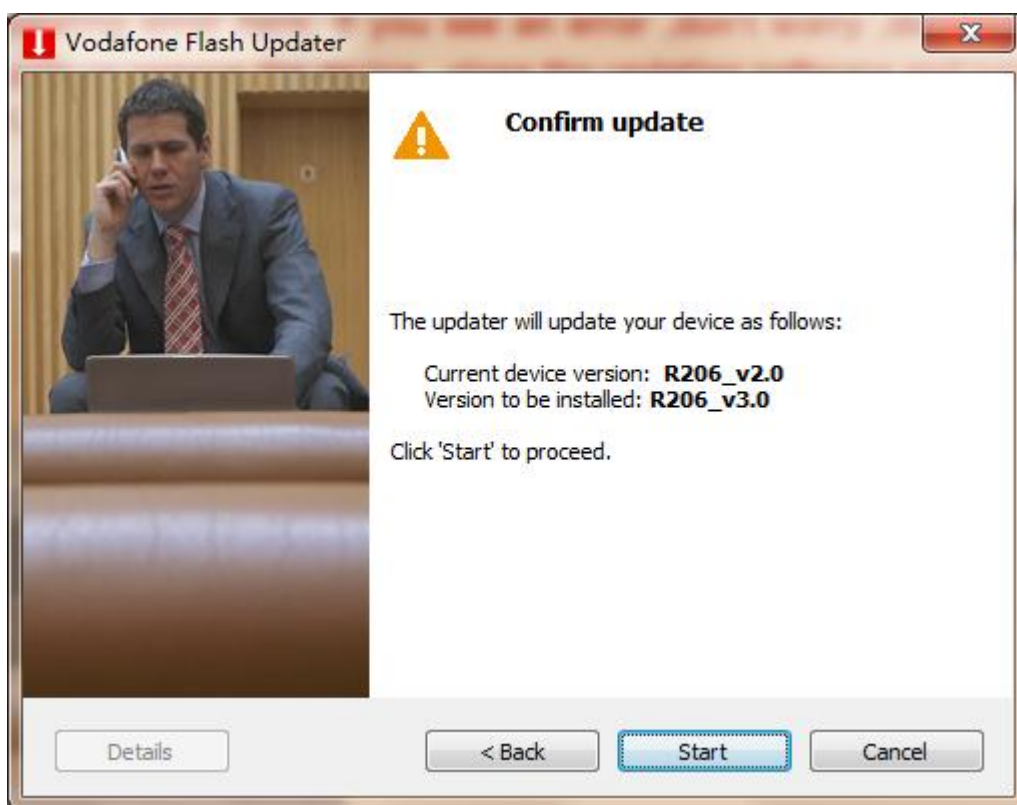 Vodafone Flash Updater
Confirm update
The updater will update your device as follows:
Current device version: R206_v2.0
Version to be installed: R206_v3.0
Click 'Start' to proceed.
Details
< Back
Start
Cancel